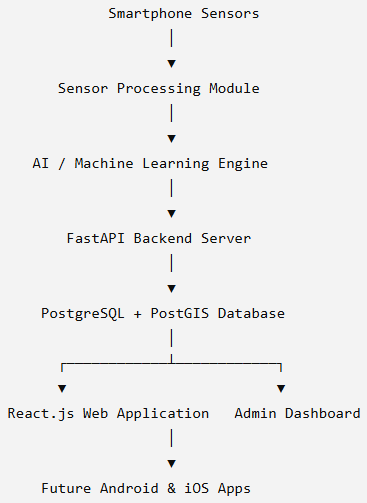 Smartphone Sensors
Sensor Processing Module
AI / Machine Learning Engine
FastAPI Backend Server
PostgreSQL + PostGIS Database
React.js Web Application Admin Dashboard
Future Android & iOS Apps